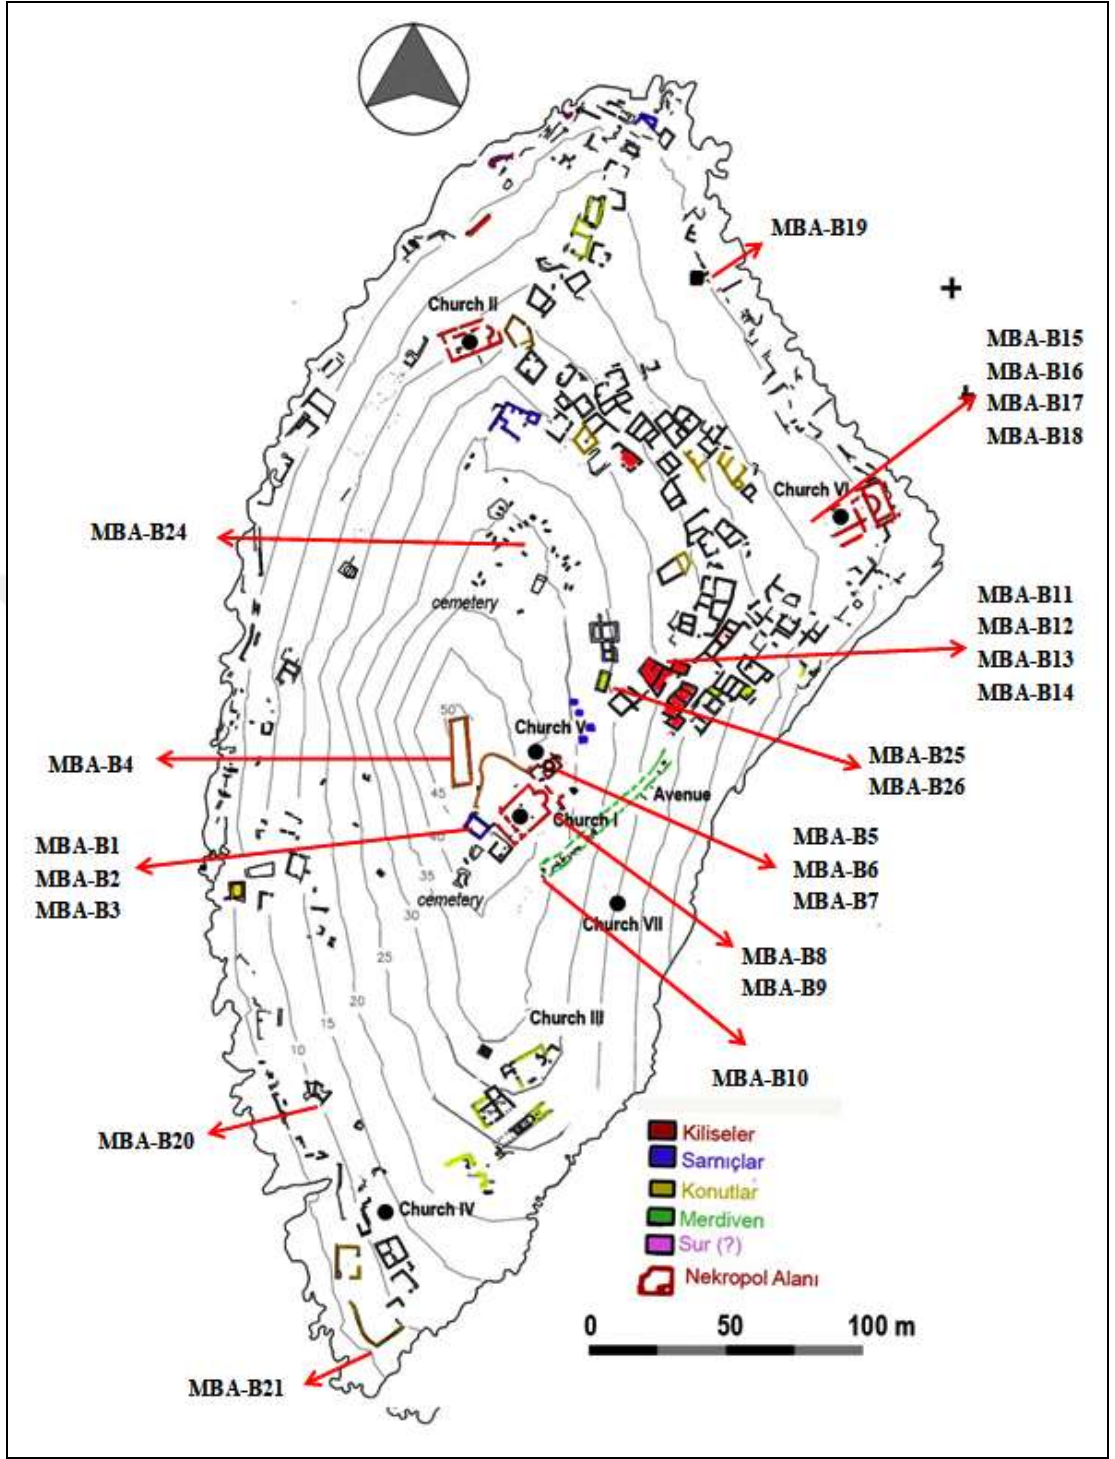 MBA-B19
Church II
MBA-B15
MBA-B16
MBA-B17
MBA-B18
Church VI
MBA-B24
cemetery
MBA-B11
MBA-B12
MBA-B13
MBA-B14
50
Church V
MBA-B25
MBA-B26
MBA-B4
45
Avenue
Church I
40
MBA-B1
MBA-B2
MBA-B3
MBA-B5
MBA-B6
MBA-B7
35
cemetery
30
Church VII
25
MBA-B8
MBA-B9
20
Church III
15
10
MBA-B10
MBA-B20
Kiliseler
Sarnıçlar
Konutlar
Merdiven
Sur (?)
Nekropol Alanı
Church IV
0 50 100 m
MBA-B21